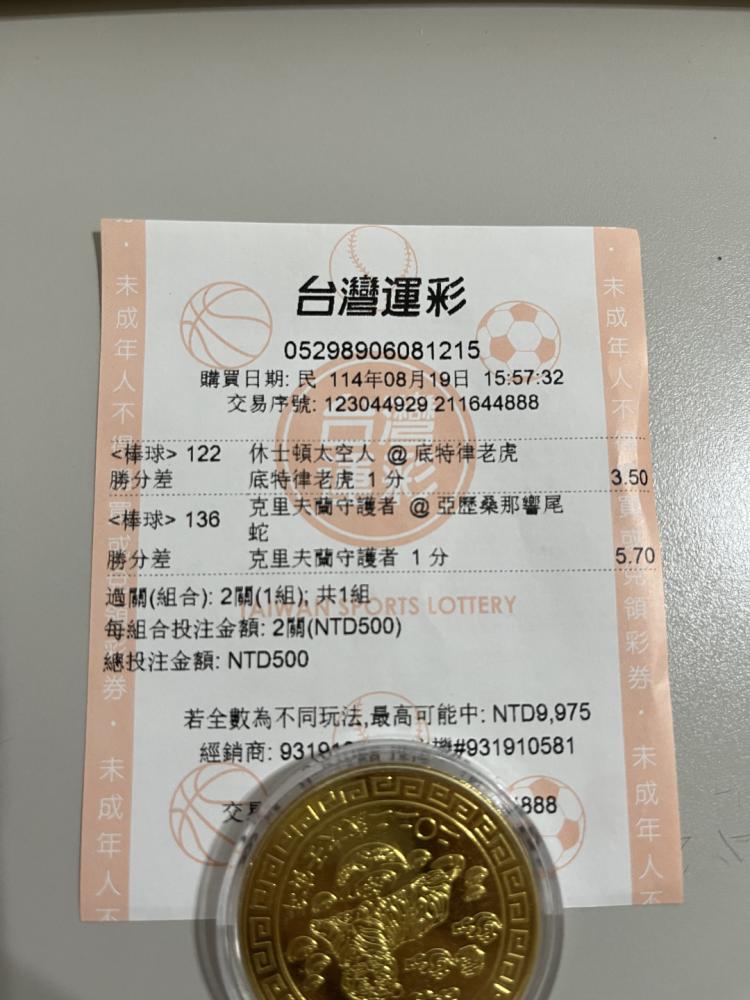 台灣運彩
05298906081215
購買日期: 民 114年08月19日 15:57:32
交易序號: 123044929 211644888
<棒球> 122 休士頓太空人 @ 底特律老虎
勝分差 底特律老虎 1 分 3.50
<棒球> 136 克里夫蘭守護者 @ 亞歷桑那響尾
蛇
勝分差 克里夫蘭守護者 1 分 5.70
過關(組合): 2關(1組); 共1組
TAIWAN SPORTS LOTTERY
每組合投注金額: 2關(NTD500)
總投注金額: NTD500
若全數為不同玩法,最高可能中: NTD9,975
經銷商: #931910581
888
未成年人不
未成年人不
領彩券
未成年人不
未成年人不